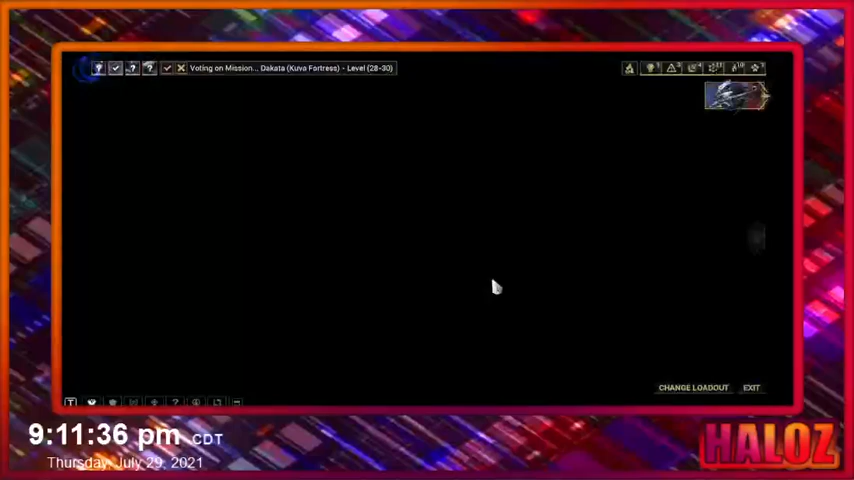 Voting on Mission... Dakata (Kuva Fortress) - Level (28-30)
CHANGE LOADOUT EXIT
T
9:11:36 pm CDT
Thursday, July 29, 2021
HALOZ